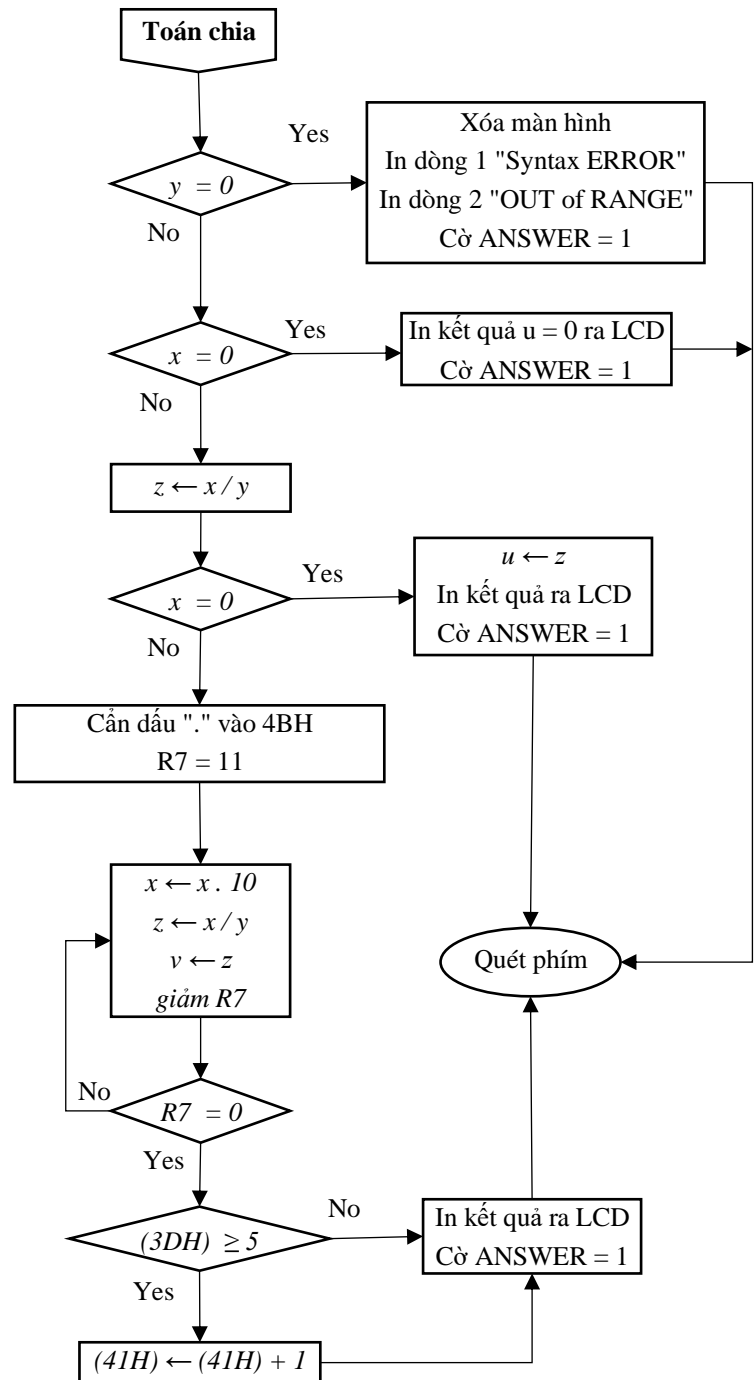 Toán chia
Yes
y = 0
No
Xóa màn hình
In dòng 1 "Syntax ERROR"
In dòng 2 "OUT of RANGE"
Cờ ANSWER = 1
Yes
x = 0
No
In kết quả u = 0 ra LCD
Cờ ANSWER = 1
z ← x / y
Yes
x = 0
No
u ← z
In kết quả ra LCD
Cờ ANSWER = 1
Cẩn dấu "." vào 4BH
R7 = 11
x ← x . 10
z ← x / y
v ← z
giảm R7
Quét phím
No
R7 = 0
Yes
No
(3DH) ≥ 5
Yes
In kết quả ra LCD
Cờ ANSWER = 1
(41H) ← (41H) + 1